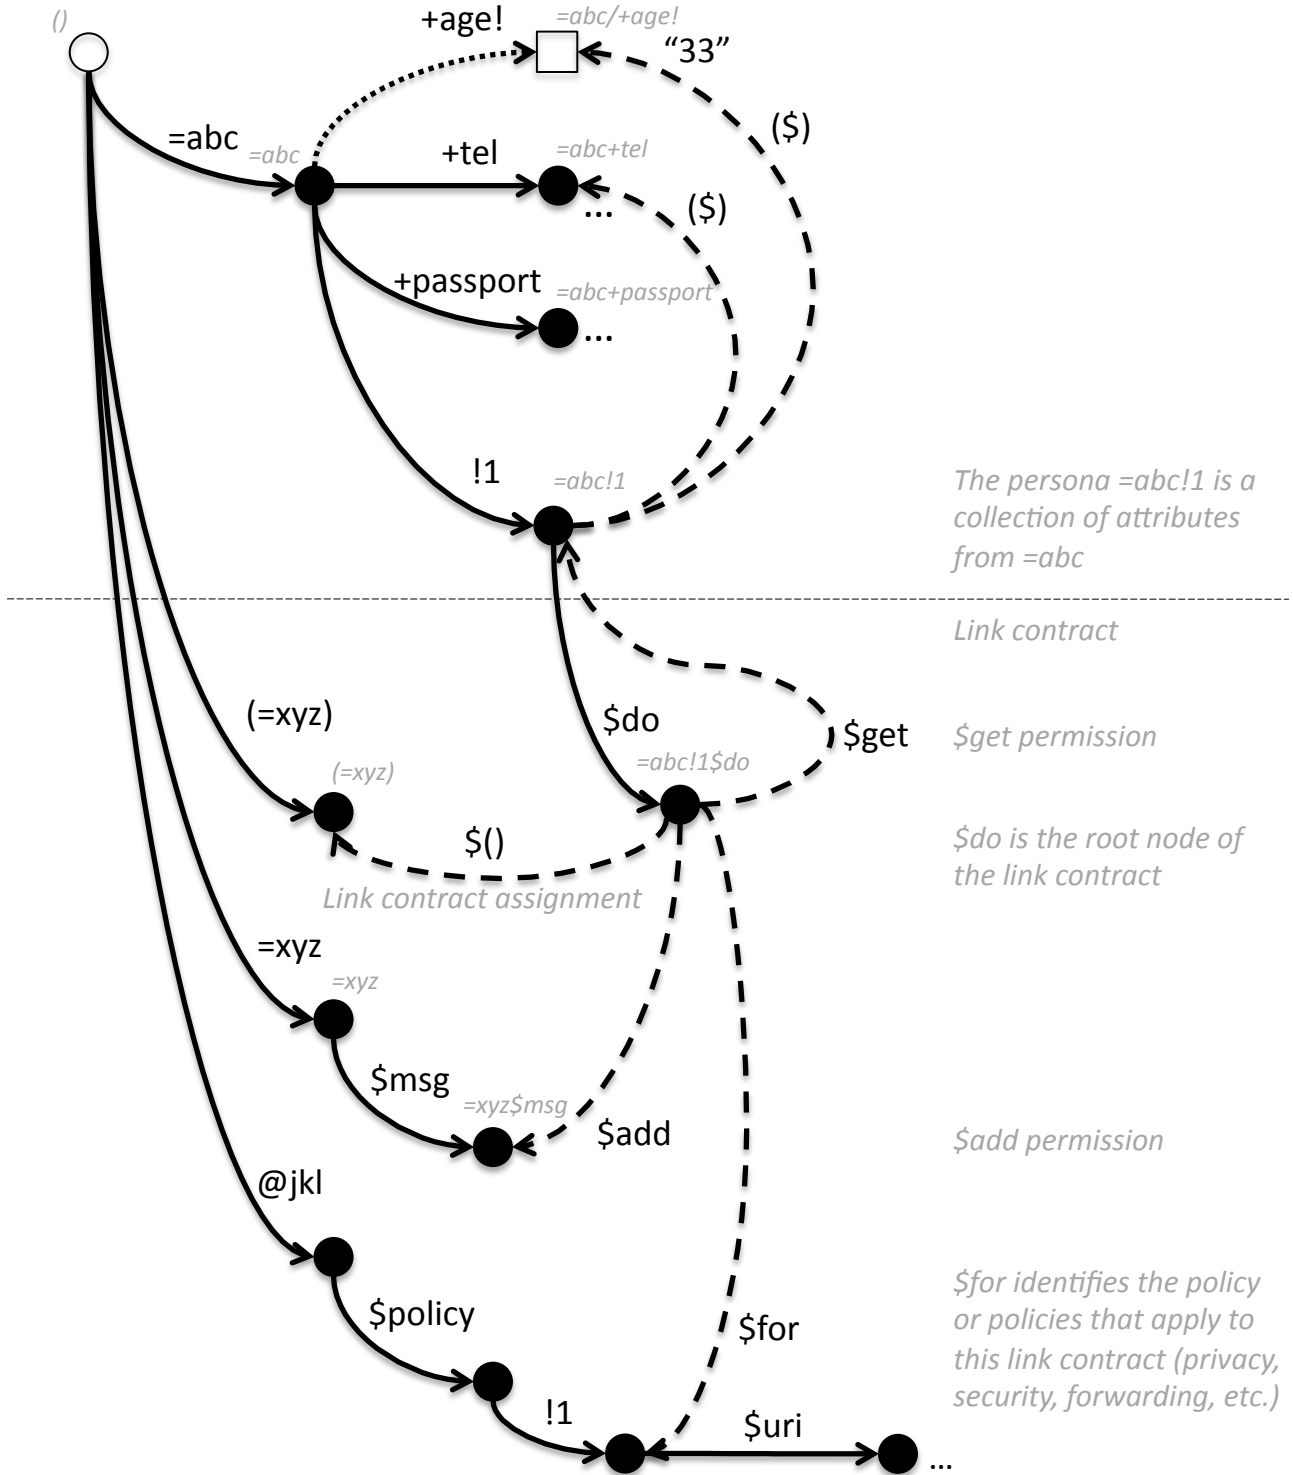 ()
+age!
=abc/+age!
“33”
=abc
=abc
+tel
=abc+tel
...
($)
($)
+passport
=abc+passport
...
!1
=abc!1
The persona =abc!1 is a
collection of attributes
from =abc
Link contract
(=xyz)
(=xyz)
$do
=abc!1$do
$get
$get permission
$()
Link contract assignment
$do is the root node of
the link contract
=xyz
=xyz
$msg
=xyz$msg
$add
$add permission
@jkl
$policy
$for
$for identifies the policy
or policies that apply to
this link contract (privacy,
security, forwarding, etc.)
!1
$uri
...